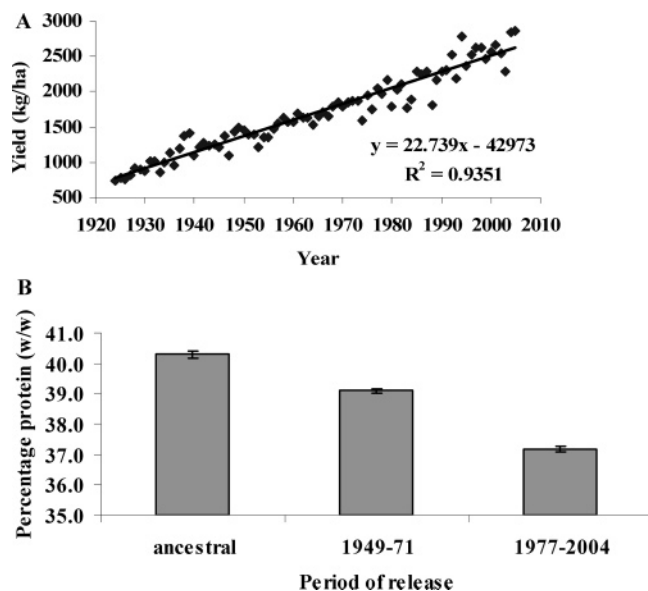 A
Yield (kg/ha)
3000
2500
2000
1500
1000
500
y = 22.739x - 42973
R² = 0.9351
1920 1930 1940 1950 1960 1970 1980 1990 2000 2010
Year
B
Percentage protein (w/w)
41.0
40.0
39.0
38.0
37.0
36.0
35.0
ancestral 1949-71 1977-2004
Period of release